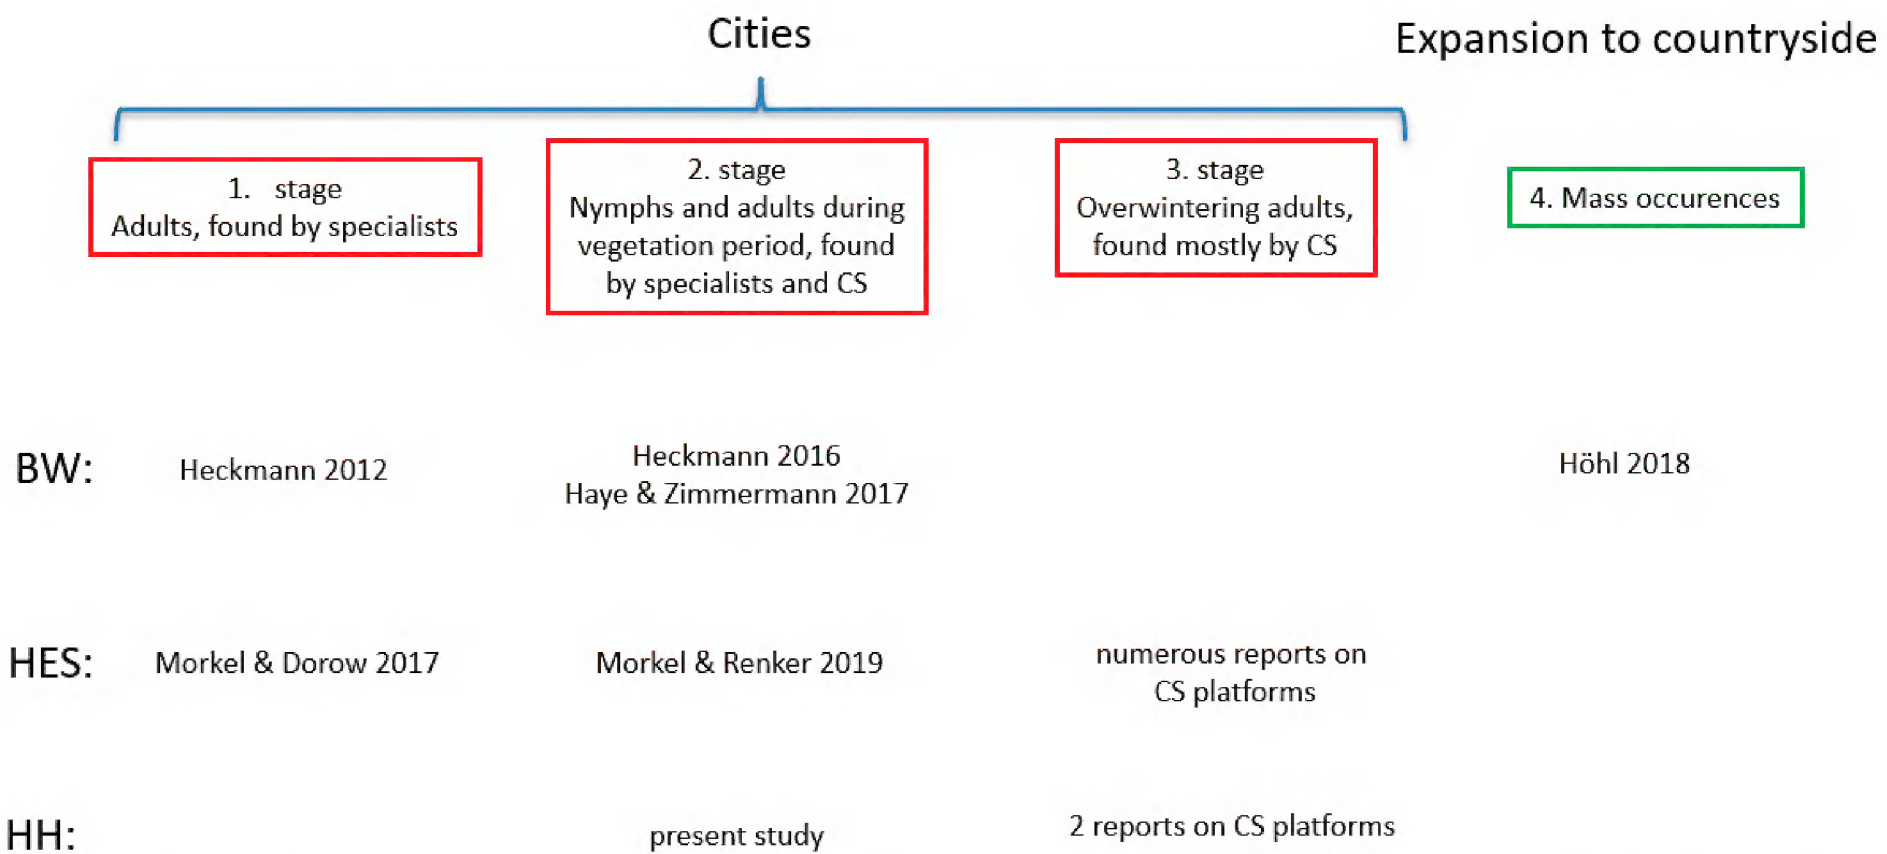 Cities
Expansion to countryside
1. stage
Adults, found by specialists
2. stage
Nymphs and adults during
vegetation period, found
by specialists and CS
3. stage
Overwintering adults,
found mostly by CS
4. Mass occurences
BW:
Heckmann 2012
Heckmann 2016
Haye & Zimmermann 2017
Höhl 2018
HES:
Morkel & Dorow 2017
Morkel & Renker 2019
numerous reports on
CS platforms
HH:
present study
2 reports on CS platforms